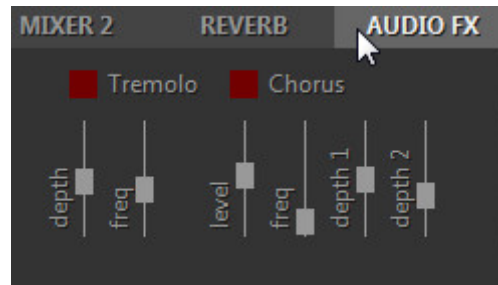 MIXER 2 REVERB AUDIO FX
Tremolo Chorus
depth freq level freq depth 1 depth 2